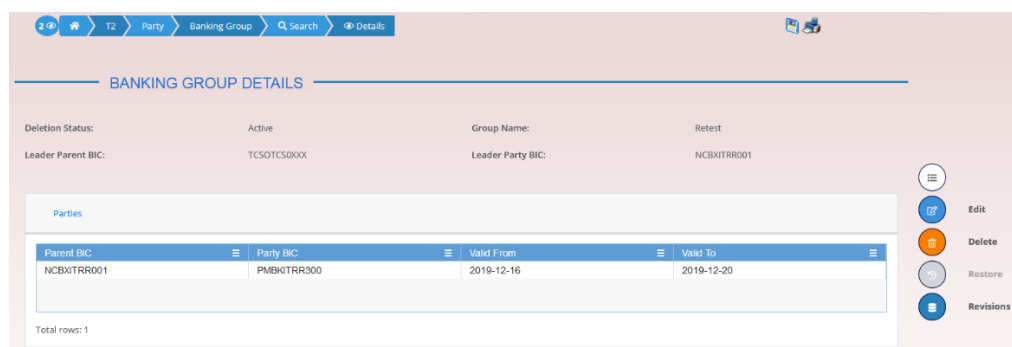 2 T2 Party Banking Group Search Details
BANKING GROUP DETAILS
Deletion Status: Active Group Name: Retest
Leader Parent BIC: TCSOTCS0XXX Leader Party BIC: NCBXITRR001
Parties
Edit
Delete
Restore
Revisions
Parent BIC Party BIC Valid From Valid To
NCBXITRR001 PMBKITRR300 2019-12-16 2019-12-20
Total rows: 1